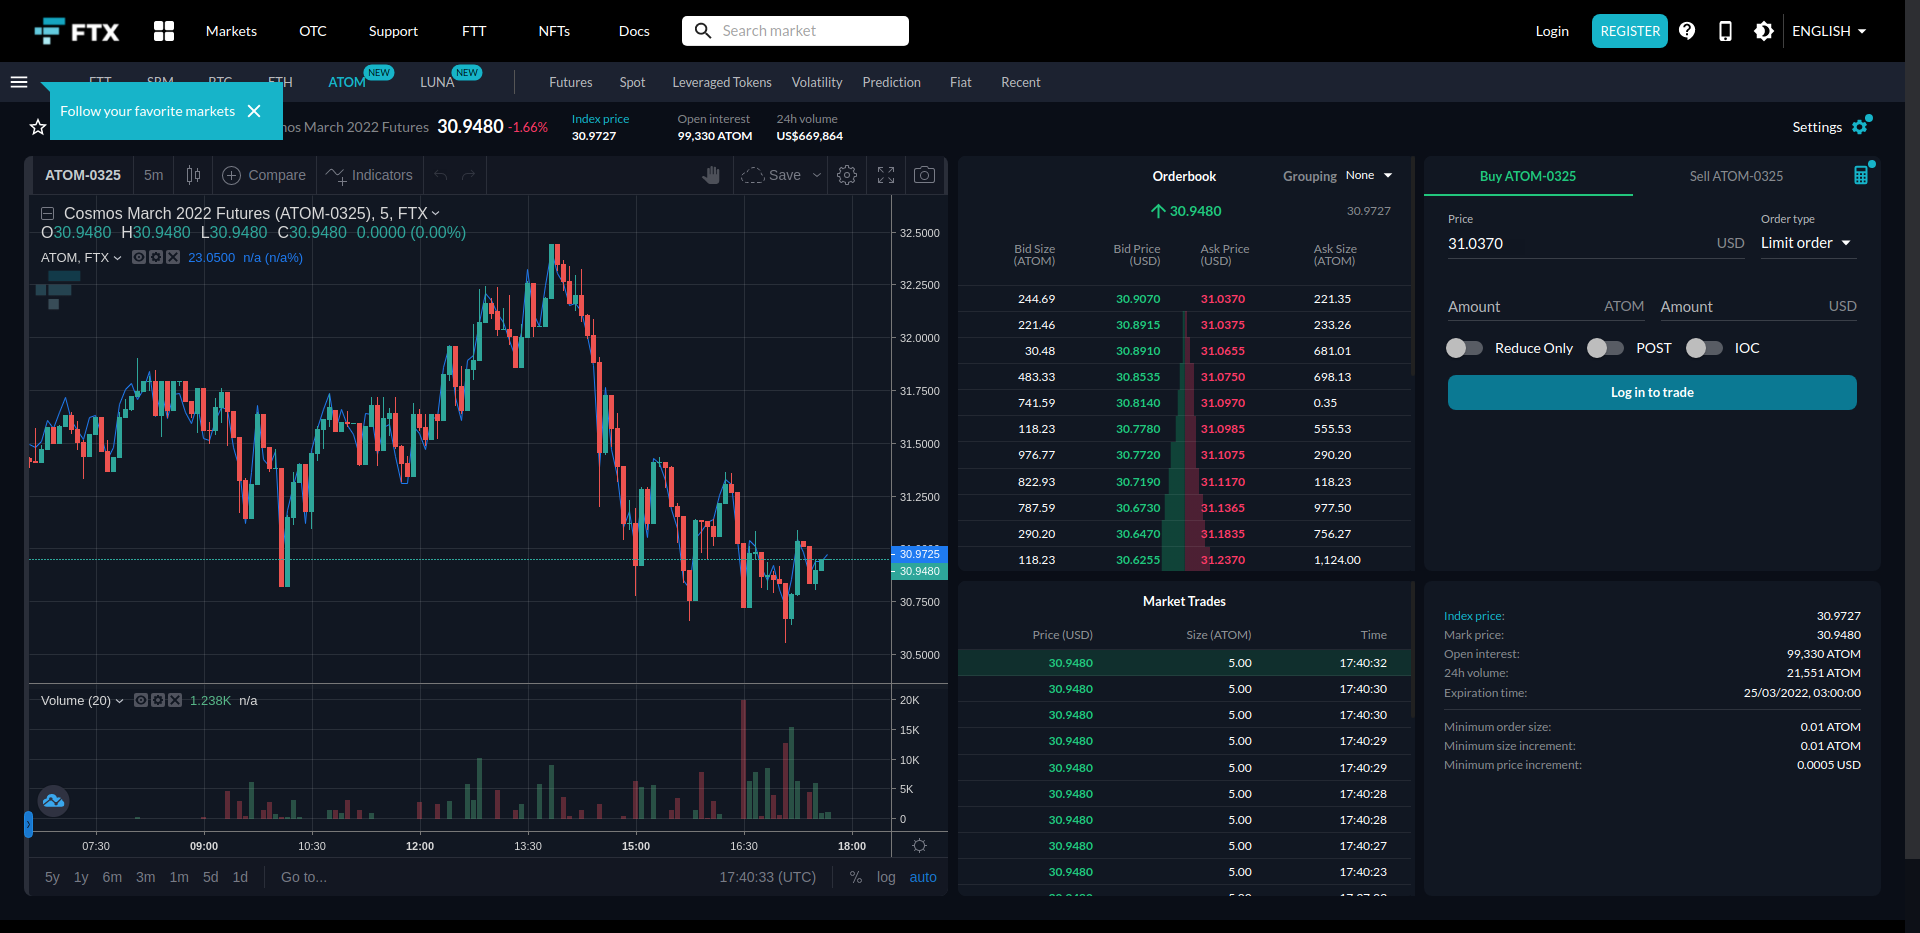 FTX
Markets OTC Support FTT NFTs Docs Search market Login REGISTER ENGLISH
ATOM NEW LUNA NEW Futures Spot Leveraged Tokens Volatility Prediction Fiat Recent
Follow your favorite markets
March 2022 Futures 30.9480 -1.66%
Index price 30.9727
Open interest 99,330 ATOM
24h volume US$669,864
Settings
ATOM-0325 5m Compare Indicators Save
Cosmos March 2022 Futures (ATOM-0325), 5, FTX
O30.9480 H30.9480 L30.9480 C30.9480 0.0000 (0.00%)
ATOM, FTX 23.0500 n/a (n/a%)
32.5000
32.2500
32.0000
31.7500
31.5000
31.2500
30.9725
30.9480
30.7500
30.5000
Volume (20) 1.238K n/a
20K
15K
10K
5K
0
07:30 09:00 10:30 12:00 13:30 15:00 16:30 18:00
5y 1y 6m 3m 1m 5d 1d Go to... 17:40:33 (UTC) % log auto
Orderbook Grouping None
30.9480 30.9727
Bid Size (ATOM) Bid Price (USD) Ask Price (USD) Ask Size (ATOM)
244.69 30.9070 31.0370 221.35
221.46 30.8915 31.0375 233.26
30.48 30.8910 31.0655 681.01
483.33 30.8535 31.0750 698.13
741.59 30.8140 31.0970 0.35
118.23 30.7780 31.0985 555.53
976.77 30.7720 31.1075 290.20
822.93 30.7190 31.1170 118.23
787.59 30.6730 31.1365 977.50
290.20 30.6470 31.1835 756.27
118.23 30.6255 31.2370 1,124.00
Market Trades
Price (USD) Size (ATOM) Time
30.9480 5.00 17:40:32
30.9480 5.00 17:40:30
30.9480 5.00 17:40:30
30.9480 5.00 17:40:29
30.9480 5.00 17:40:29
30.9480 5.00 17:40:28
30.9480 5.00 17:40:28
30.9480 5.00 17:40:27
30.9480 5.00 17:40:23
Buy ATOM-0325 Sell ATOM-0325
Price Order type
31.0370 USD Limit order
Amount ATOM Amount USD
Reduce Only POST IOC
Log in to trade
Index price: 30.9727
Mark price: 30.9480
Open interest: 99,330 ATOM
24h volume: 21,551 ATOM
Expiration time: 25/03/2022, 03:00:00
Minimum order size: 0.01 ATOM
Minimum size increment: 0.01 ATOM
Minimum price increment: 0.0005 USD